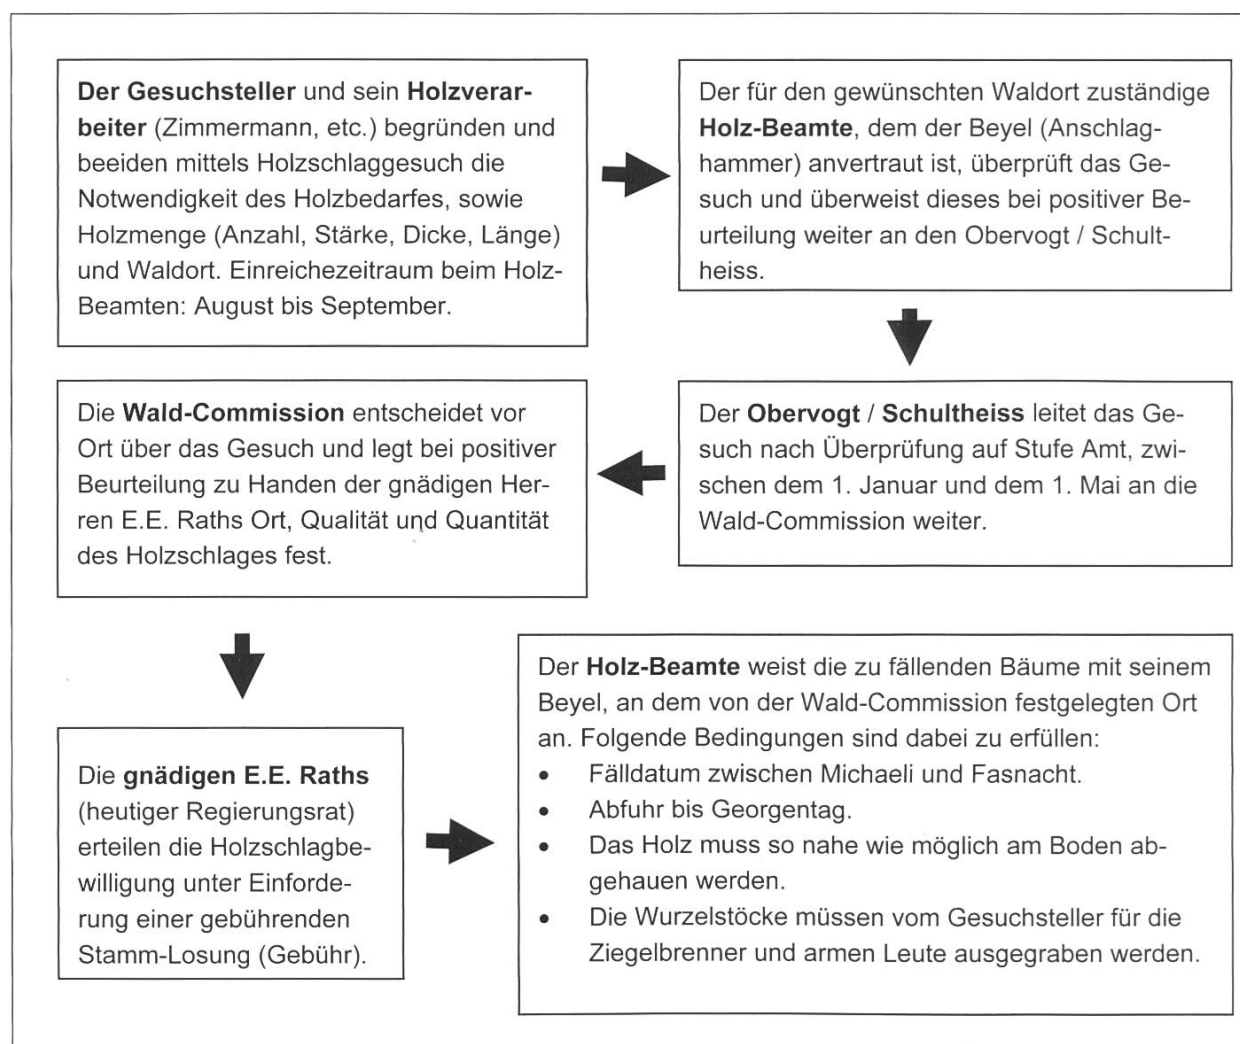 Der Gesuchsteller und sein Holzverar-
beiter (Zimmermann, etc.) begründen und
beeiden mittels Holzschlaggesuch die
Notwendigkeit des Holzbedarfes, sowie
Holzmenge (Anzahl, Stärke, Dicke, Länge)
und Waldort. Einreichezeitraum beim Holz-
Beamten: August bis September.
Der für den gewünschten Waldort zuständige
Holz-Beamte, dem der Beyel (Anschlag-
hammer) anvertraut ist, überprüft das Ge-
such und überweist dieses bei positiver Be-
urteilung weiter an den Obervogt / Schult-
heiss.
Der Obervogt / Schultheiss leitet das Ge-
such nach Überprüfung auf Stufe Amt, zwi-
schen dem 1. Januar und dem 1. Mai an die
Wald-Commission weiter.
Die Wald-Commission entscheidet vor
Ort über das Gesuch und legt bei positiver
Beurteilung zu Handen der gnädigen Her-
ren E.E. Raths Ort, Qualität und Quantität
des Holzschlages fest.
Die gnädigen E.E. Raths
(heutiger Regierungsrat)
erteilen die Holzschlagbe-
willigung unter Einforde-
rung einer gebührenden
Stamm-Losung (Gebühr).
Der Holz-Beamte weist die zu fällenden Bäume mit seinem
Beyel, an dem von der Wald-Commission festgelegten Ort
an. Folgende Bedingungen sind dabei zu erfüllen:
• Fälldatum zwischen Michaeli und Fasnacht.
• Abfuhr bis Georgentag.
• Das Holz muss so nahe wie möglich am Boden ab-
gehauen werden.
• Die Wurzelstöcke müssen vom Gesuchsteller für die
Ziegelbrenner und armen Leute ausgegraben werden.